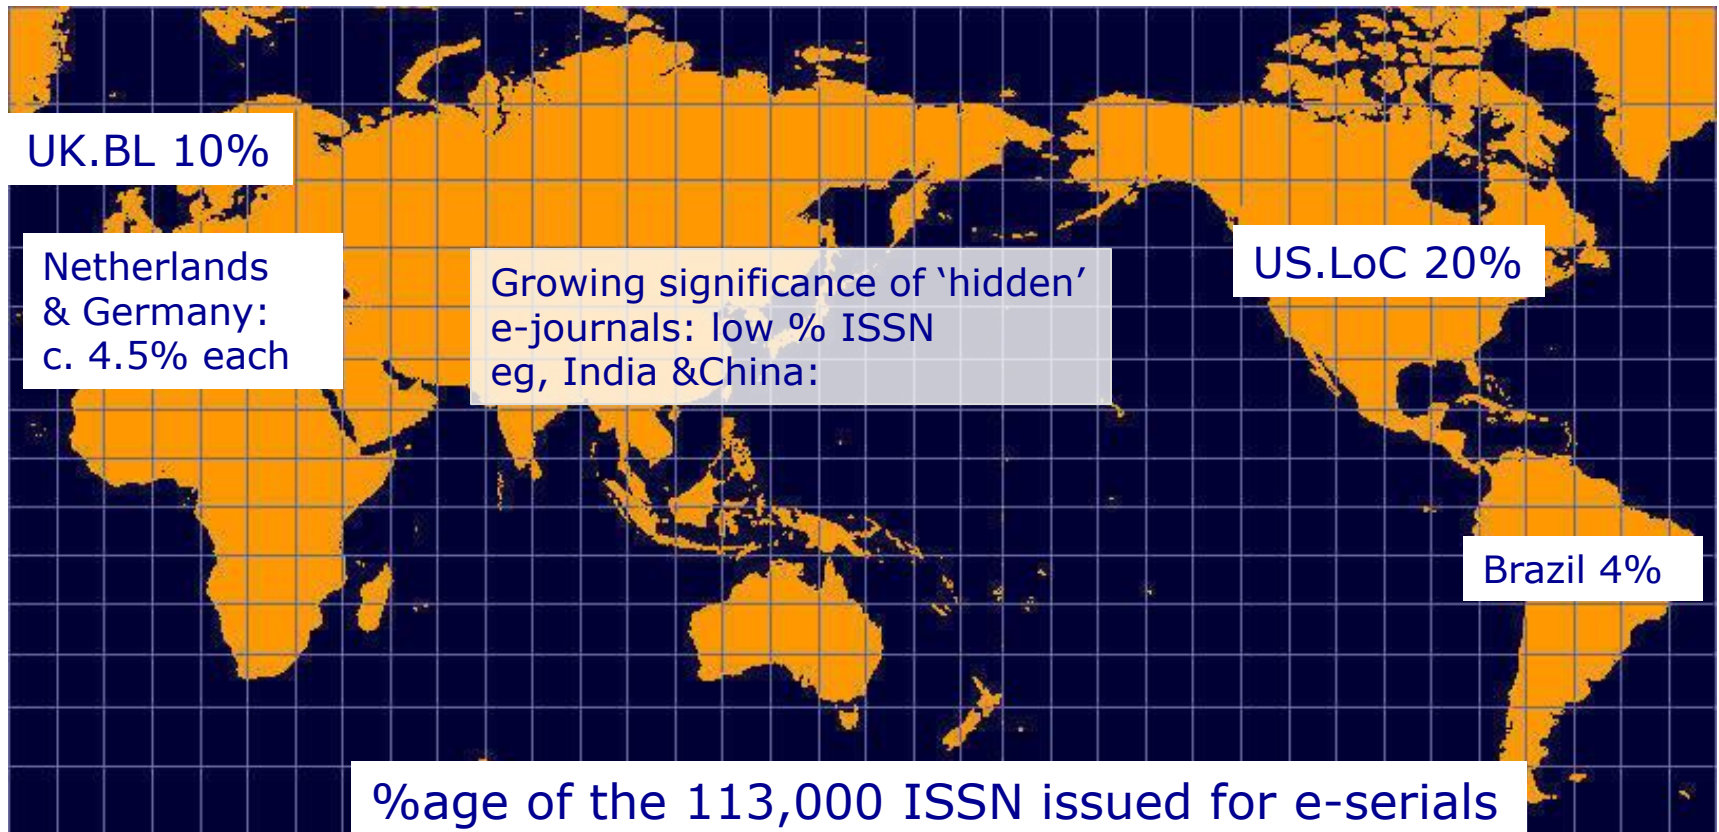 UK.BL 10%
Netherlands
& Germany:
c. 4.5% each
Growing significance of ‘hidden’
e-journals: low % ISSN
eg, India &China:
US.LoC 20%
Brazil 4%
%age of the 113,000 ISSN issued for e-serials